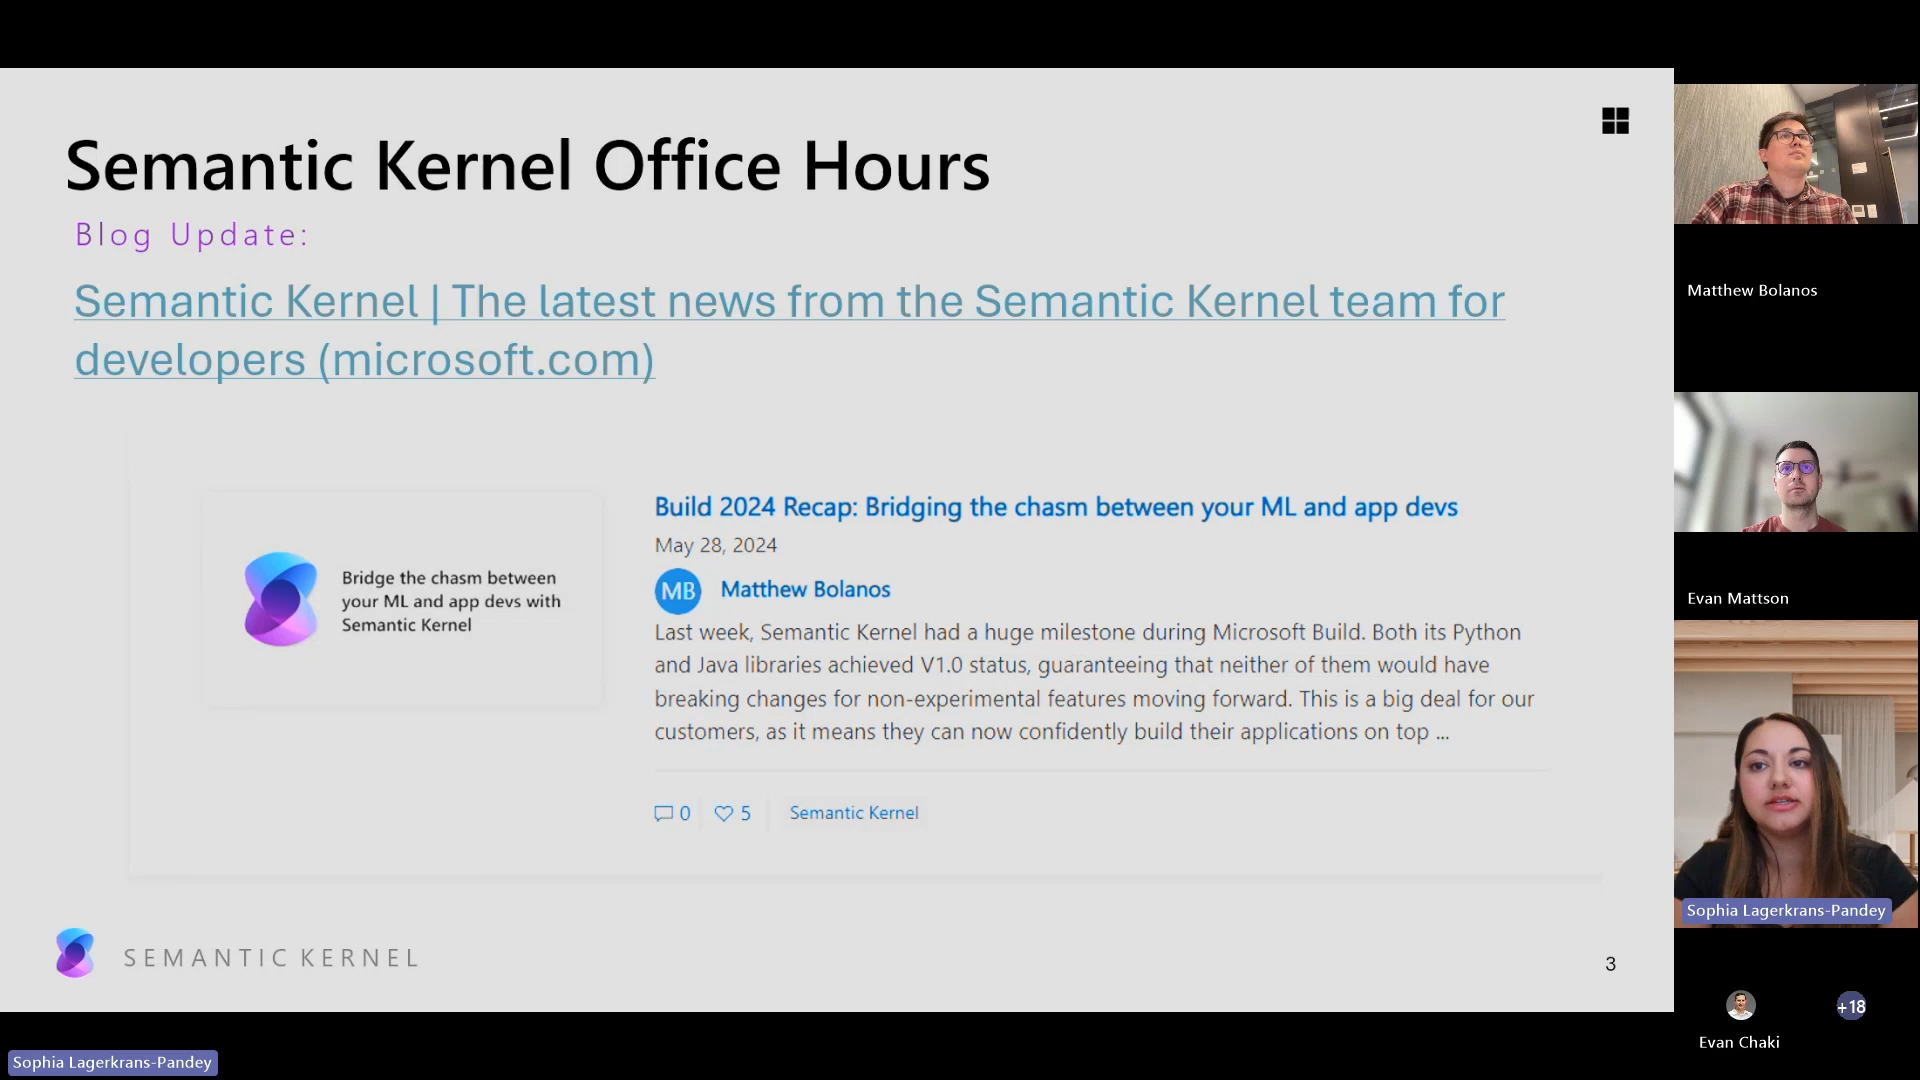 Semantic Kernel Office Hours
Blog Update:
Semantic Kernel | The latest news from the Semantic Kernel team for
developers (microsoft.com)
Bridge the chasm between
your ML and app devs with
Semantic Kernel
Build 2024 Recap: Bridging the chasm between your ML and app devs
May 28, 2024
MB Matthew Bolanos
Last week, Semantic Kernel had a huge milestone during Microsoft Build. Both its Python
and Java libraries achieved V1.0 status, guaranteeing that neither of them would have
breaking changes for non-experimental features moving forward. This is a big deal for our
customers, as it means they can now confidently build their applications on top ...
0 5 Semantic Kernel
SEMANTIC KERNEL
3
Matthew Bolanos
Evan Mattson
Sophia Lagerkrans-Pandey
+18
Evan Chaki
Sophia Lagerkrans-Pandey